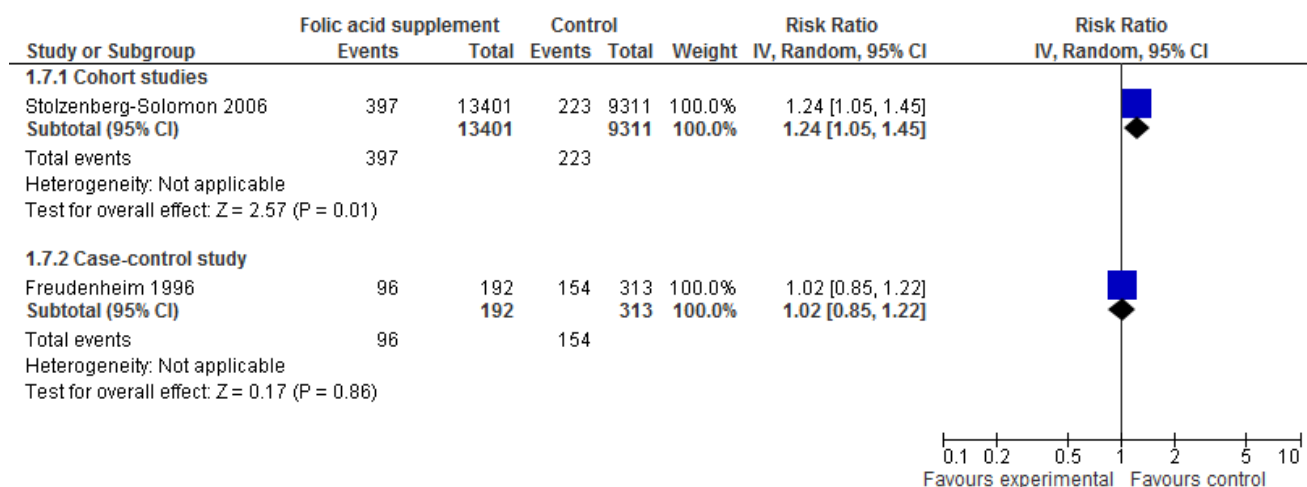 Folic acid supplement Control Risk Ratio Risk Ratio
Study or Subgroup Events Total Events Total Weight IV, Random, 95% CI IV, Random, 95% CI
1.7.1 Cohort studies
Stolzenberg-Solomon 2006 397 13401 223 9311 100.0% 1.24 [1.05, 1.45]
Subtotal (95% CI) 13401 9311 100.0% 1.24 [1.05, 1.45]
Total events 397 223
Heterogeneity: Not applicable
Test for overall effect: Z = 2.57 (P = 0.01)
1.7.2 Case-control study
Freudenheim 1996 96 192 154 313 100.0% 1.02 [0.85, 1.22]
Subtotal (95% CI) 192 313 100.0% 1.02 [0.85, 1.22]
Total events 96 154
Heterogeneity: Not applicable
Test for overall effect: Z = 0.17 (P = 0.86)
0.1 0.2 0.5 1 2 5 10
Favours experimental Favours control